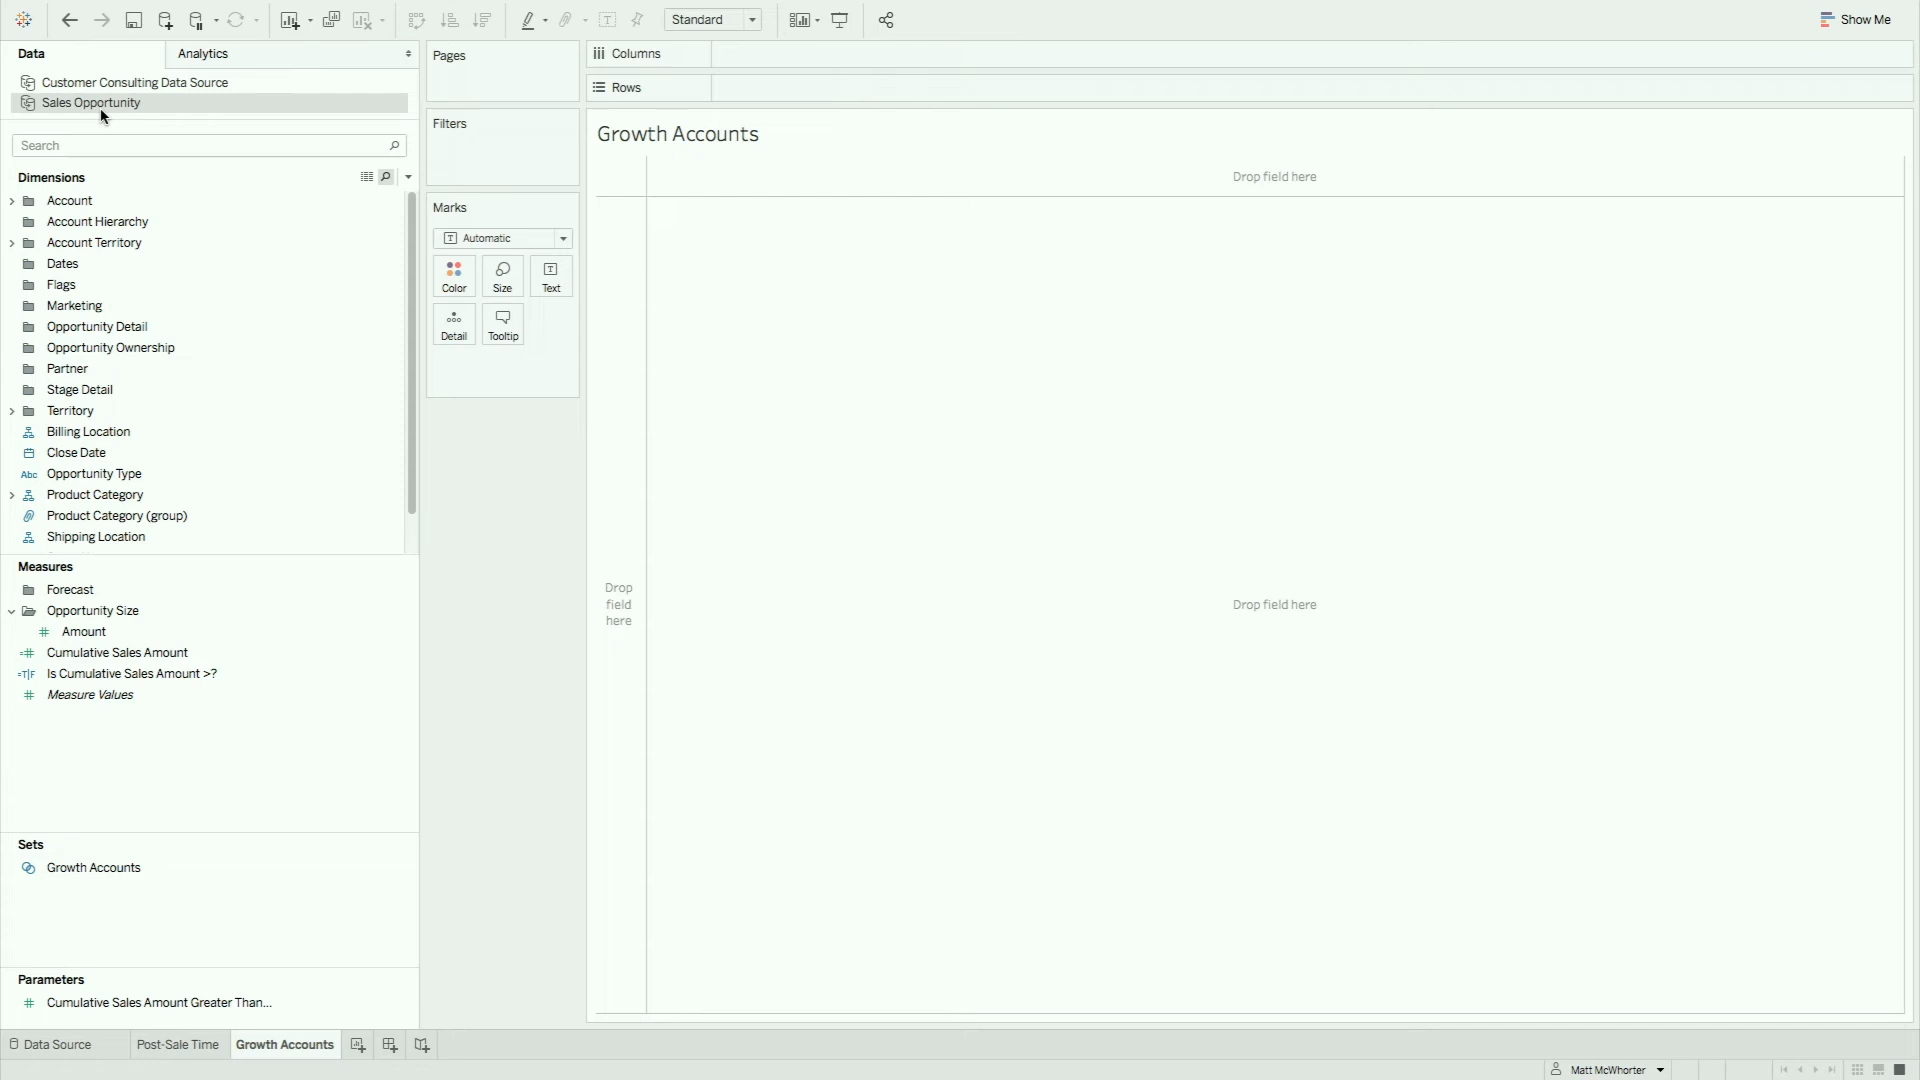 Standard
Show Me
Data
Analytics
Customer Consulting Data Source
Sales Opportunity
Search
Dimensions
Account
Account Hierarchy
Account Territory
Dates
Flags
Marketing
Opportunity Detail
Opportunity Ownership
Partner
Stage Detail
Territory
Billing Location
Close Date
Abc Opportunity Type
Product Category
Product Category (group)
Shipping Location
Measures
Forecast
Opportunity Size
# Amount
=# Cumulative Sales Amount
=T|F Is Cumulative Sales Amount >?
# Measure Values
Sets
Growth Accounts
Parameters
# Cumulative Sales Amount Greater Than...
Pages
Filters
Marks
T Automatic
Color
Size
T
Text
Detail
Tooltip
Columns
Rows
Growth Accounts
Drop field here
Drop
field
here
Drop field here
Data Source
Post-Sale Time
Growth Accounts
Matt McWhorter